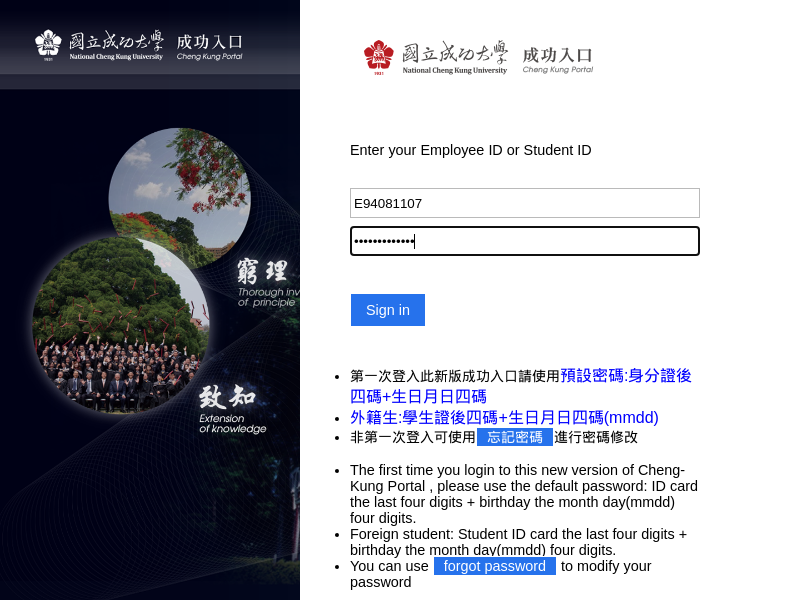 國立成功大學 成功入口
National Cheng Kung University Cheng Kung Portal
1931
窮理
Thorough inv
of principle
致知
Extension
of knowledge
國立成功大學 成功入口
National Cheng Kung University Cheng Kung Portal
1931
Enter your Employee ID or Student ID
E94081107
•••••••••••••
Sign in
第一次登入此新版成功入口請使用預設密碼:身分證後
四碼+生日月日四碼
外籍生:學生證後四碼+生日月日四碼(mmdd)
非第一次登入可使用 忘記密碼 進行密碼修改
The first time you login to this new version of Cheng-
Kung Portal , please use the default password: ID card
the last four digits + birthday the month day(mmdd)
four digits.
Foreign student: Student ID card the last four digits +
birthday the month day(mmdd) four digits.
You can use forgot password to modify your
password